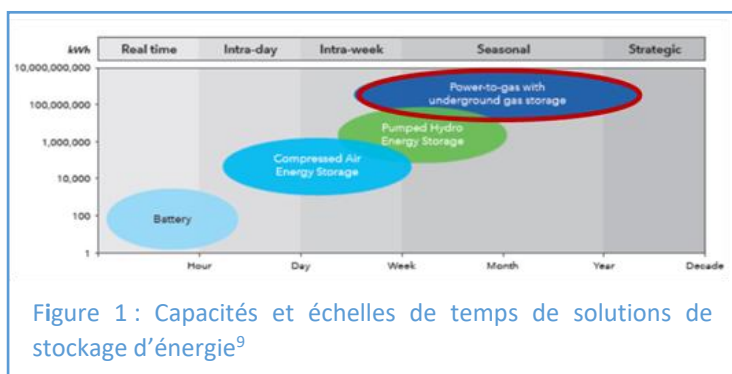 kWh Real time Intra-day Intra-week Seasonal Strategic
10,000,000,000
100,000,000
1,000,000
10,000
100
1
Power-to-gas with
underground gas storage
Pumped Hydro
Energy Storage
Compressed Air
Energy Storage
Battery
Hour Day Week Month Year Decade
Figure 1 : Capacités et échelles de temps de solutions de
stockage d’énergie⁹